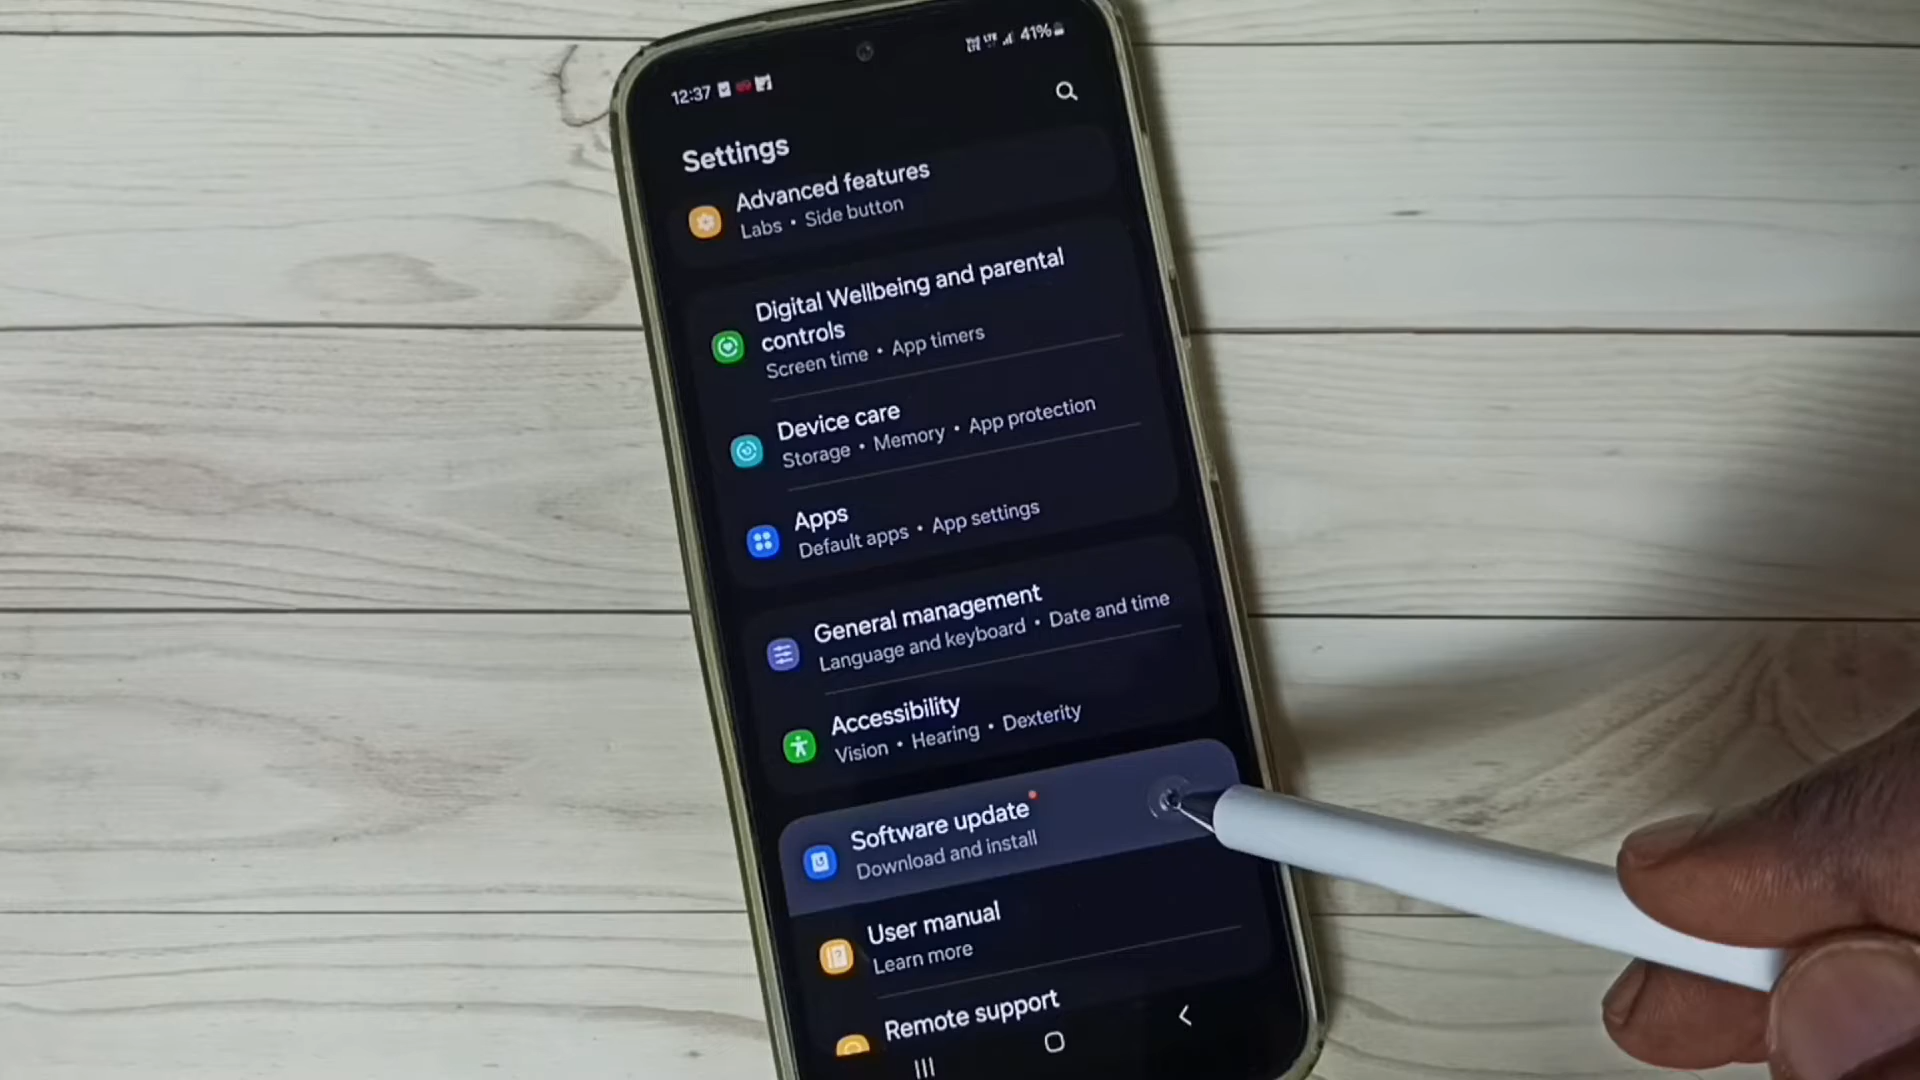 12:37
41%
Settings
Advanced features
Labs • Side button
Digital Wellbeing and parental
controls
Screen time • App timers
Device care
Storage • Memory • App protection
Apps
Default apps • App settings
General management
Language and keyboard • Date and time
Accessibility
Vision • Hearing • Dexterity
Software update
Download and install
User manual
Learn more
Remote support